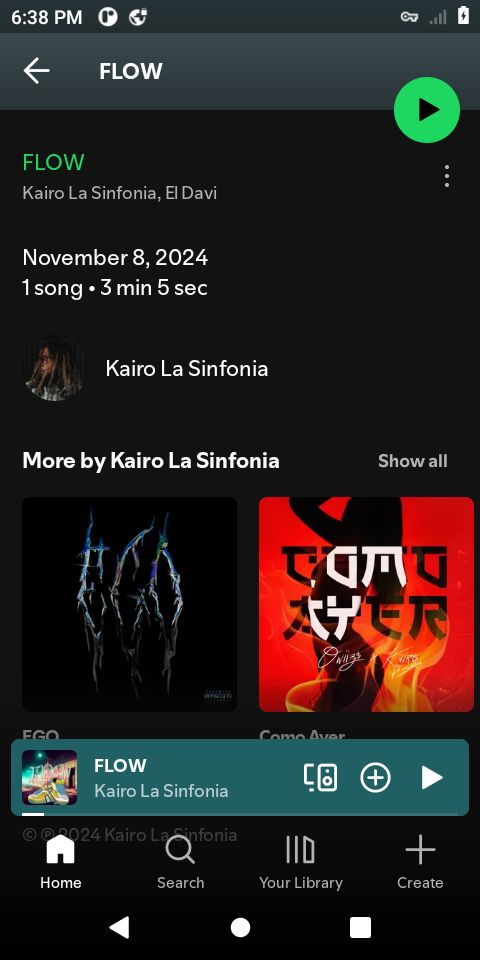 6:38 PM
FLOW
FLOW
Kairo La Sinfonia, El Davi
November 8, 2024
1 song • 3 min 5 sec
Kairo La Sinfonia
More by Kairo La Sinfonia
Show all
EGO
COMO AYER
Como Ayer
FLOW
Kairo La Sinfonia
© ℗ 2024 Kairo La Sinfonia
Home
Search
Your Library
Create